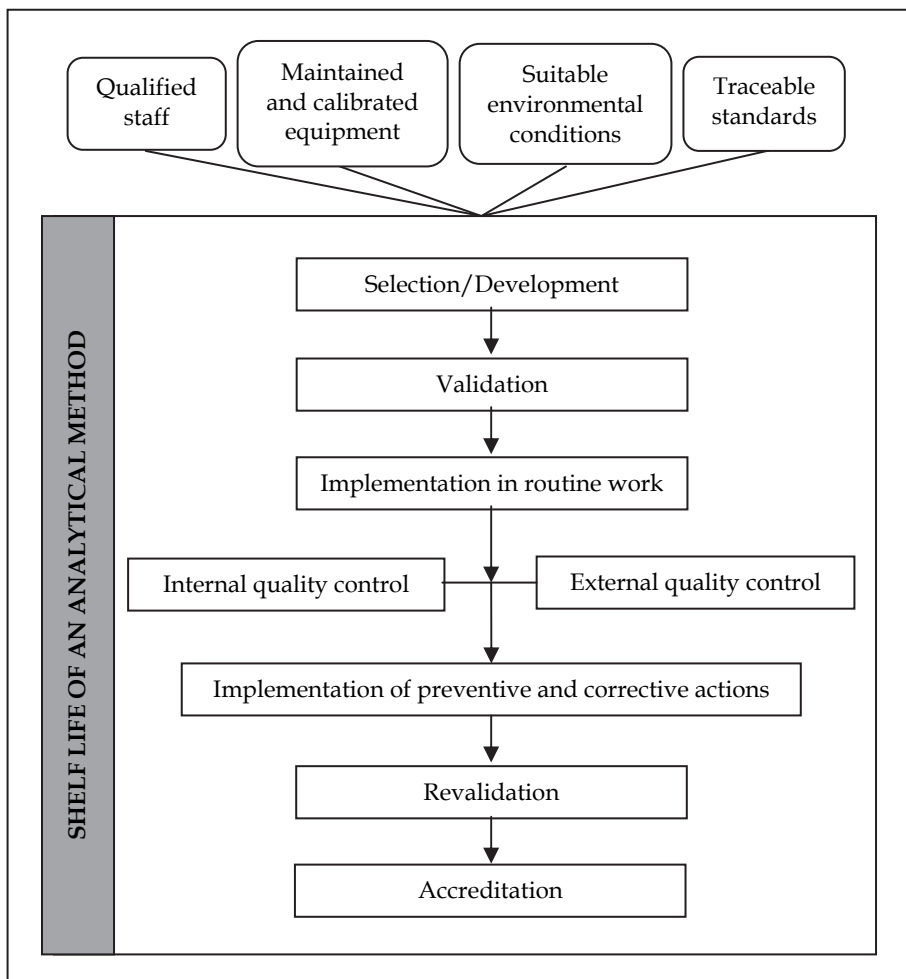 Qualified
staff
Maintained
and calibrated
equipment
Suitable
environmental
conditions
Traceable
standards
SHELF LIFE OF AN ANALYTICAL METHOD
Selection/Development
Validation
Implementation in routine work
Internal quality control
External quality control
Implementation of preventive and corrective actions
Revalidation
Accreditation